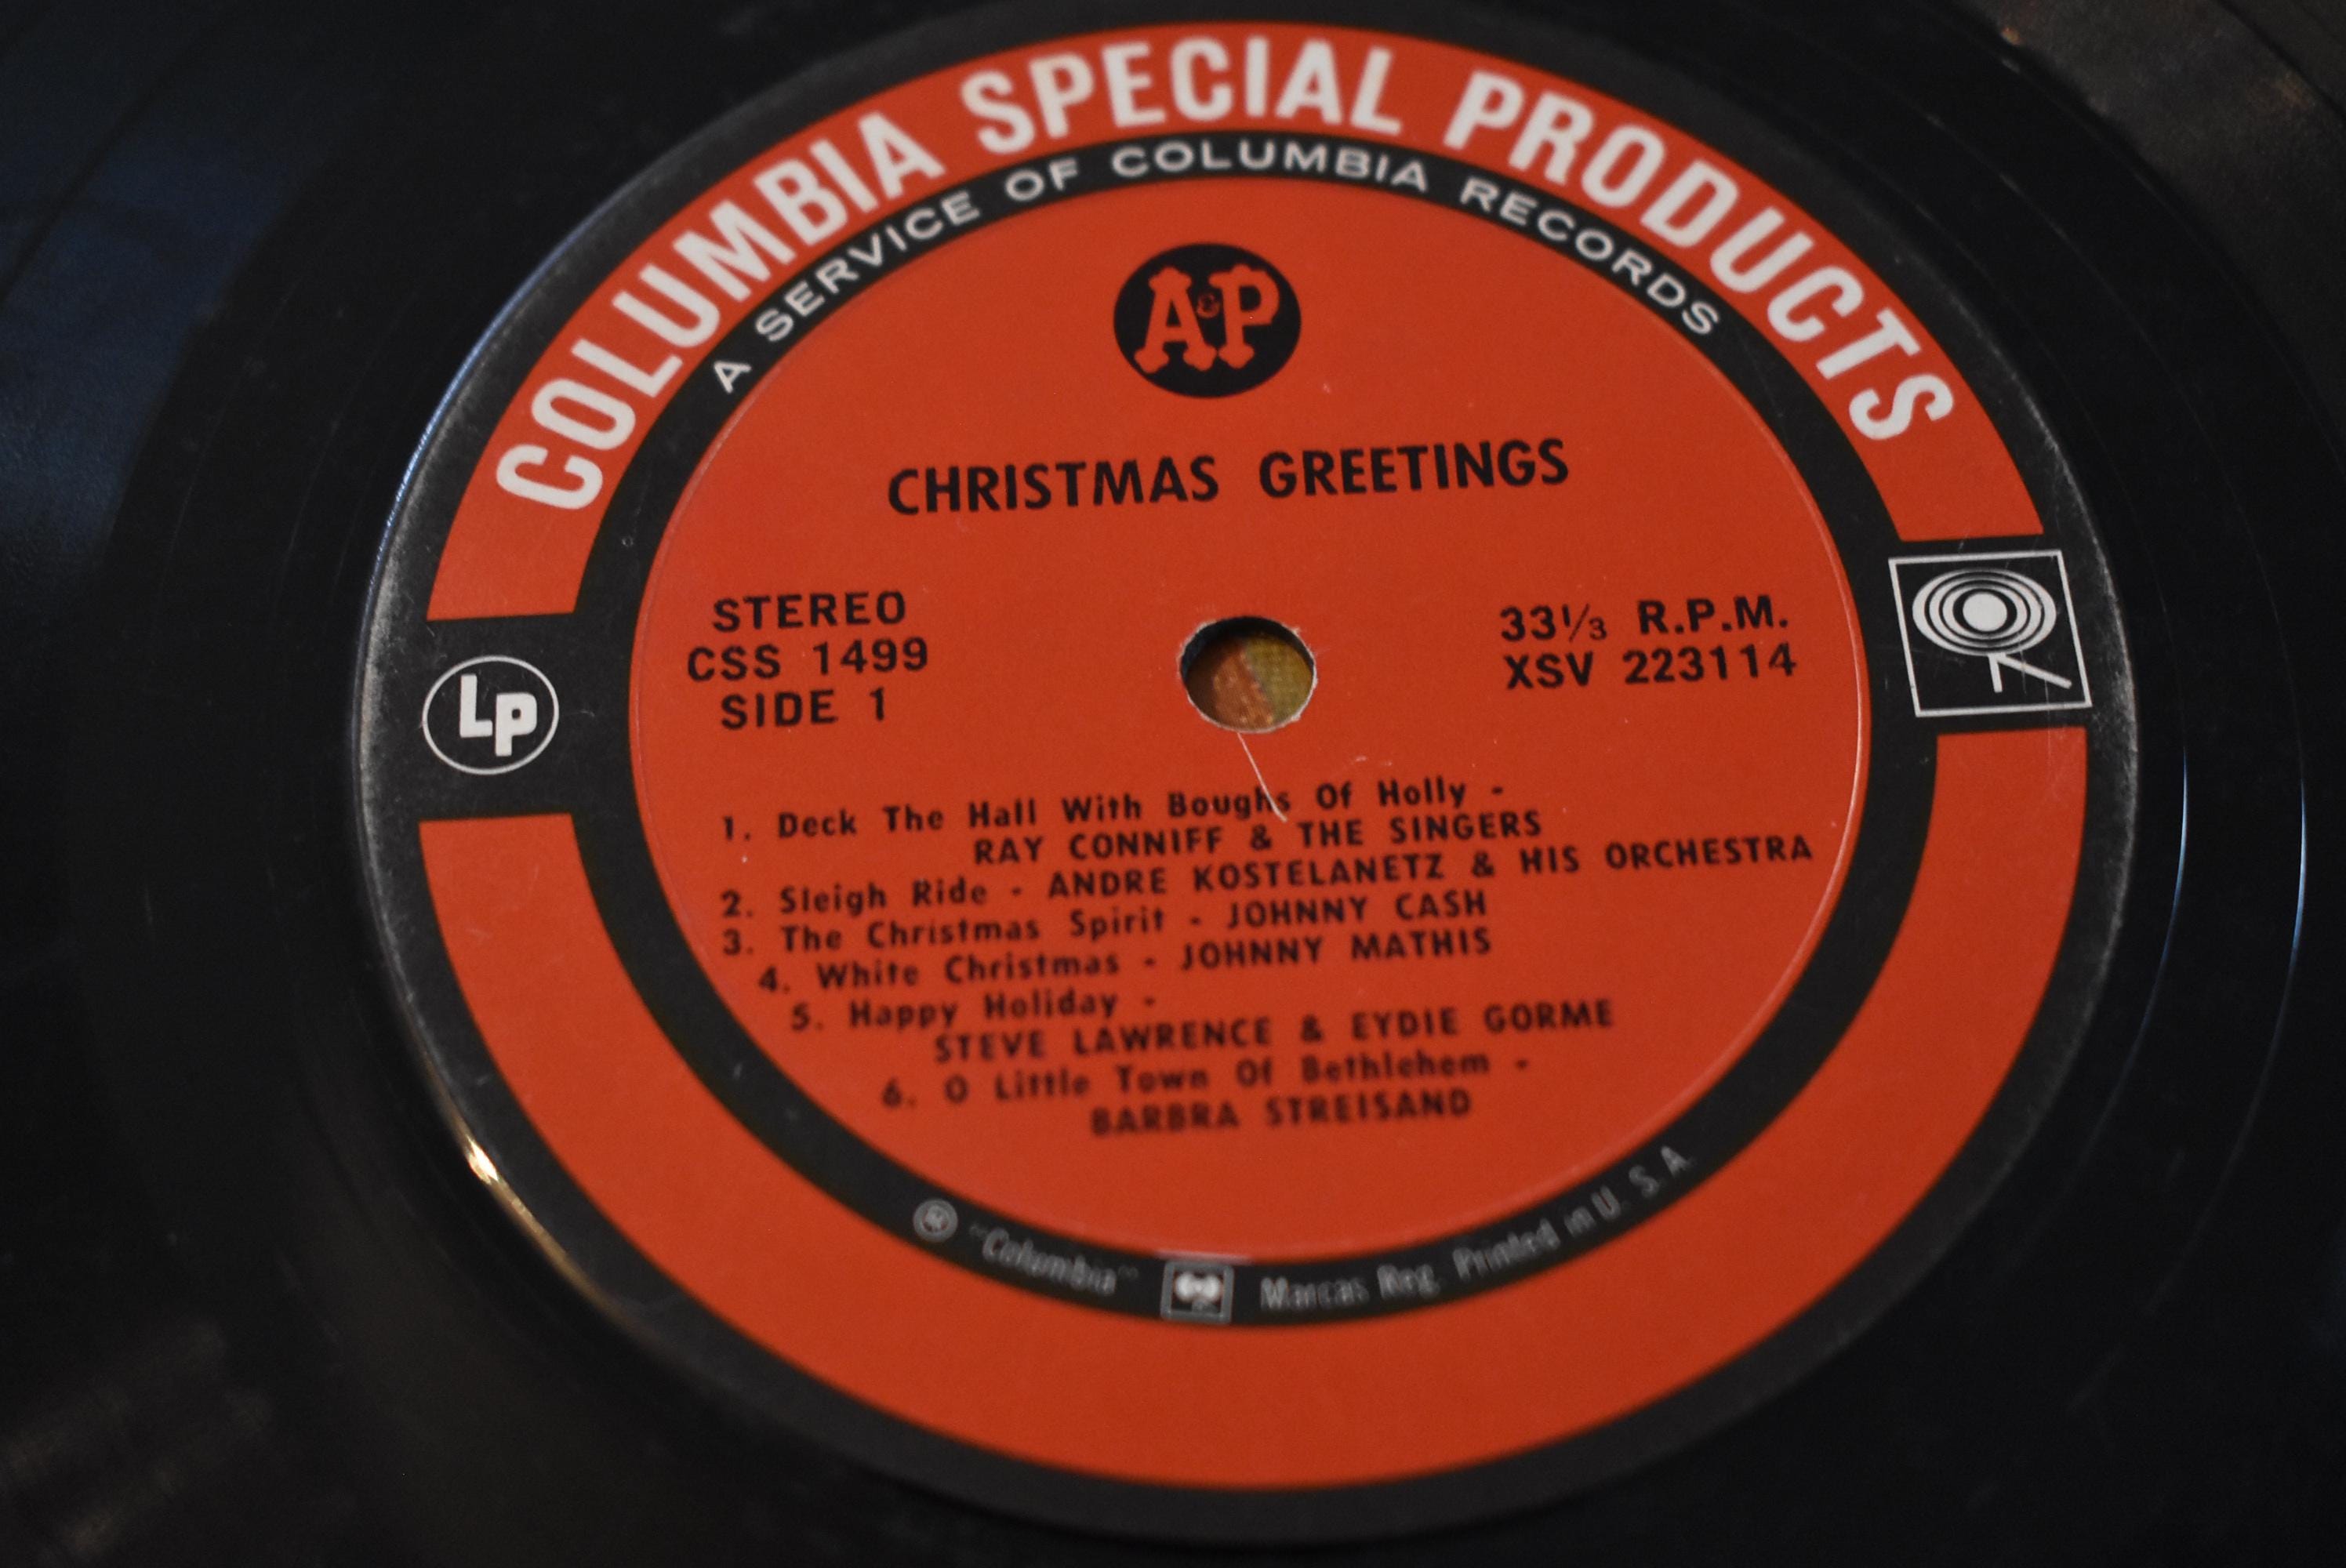 COLUMBIA SPECIAL PRODUCTS
A SERVICE OF COLUMBIA RECORDS
A&P
CHRISTMAS GREETINGS
STEREO
CSS 1499
SIDE 1
33⅓ R.P.M.
XSV 223114
LP
1. Deck The Hall With Boughs Of Holly -
RAY CONNIFF & THE SINGERS
2. Sleigh Ride - ANDRE KOSTELANETZ & HIS ORCHESTRA
3. The Christmas Spirit - JOHNNY CASH
4. White Christmas - JOHNNY MATHIS
5. Happy Holiday -
STEVE LAWRENCE & EYDIE GORME
6. O Little Town Of Bethlehem -
BARBRA STREISAND
"Columbia" Marcas Reg. Printed in U. S. A.